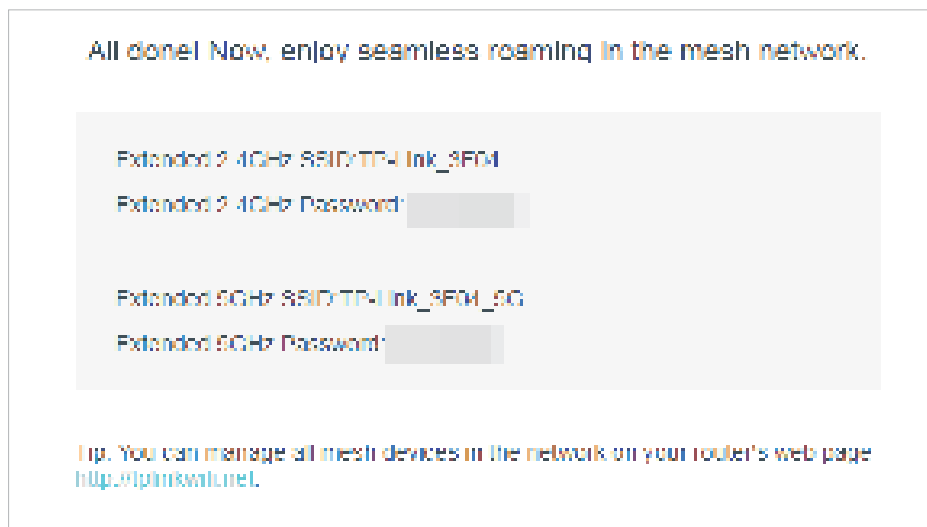 All done! Now, enjoy seamless roaming in the mesh network.
Extended 2.4GHz SSID:TP-Link_3F04
Extended 2.4GHz Password:
Extended 5GHz SSID:TP-Link_3F04_5G
Extended 5GHz Password:
Tip. You can manage all mesh devices in the network on your router's web page
http://tplinkwifi.net.